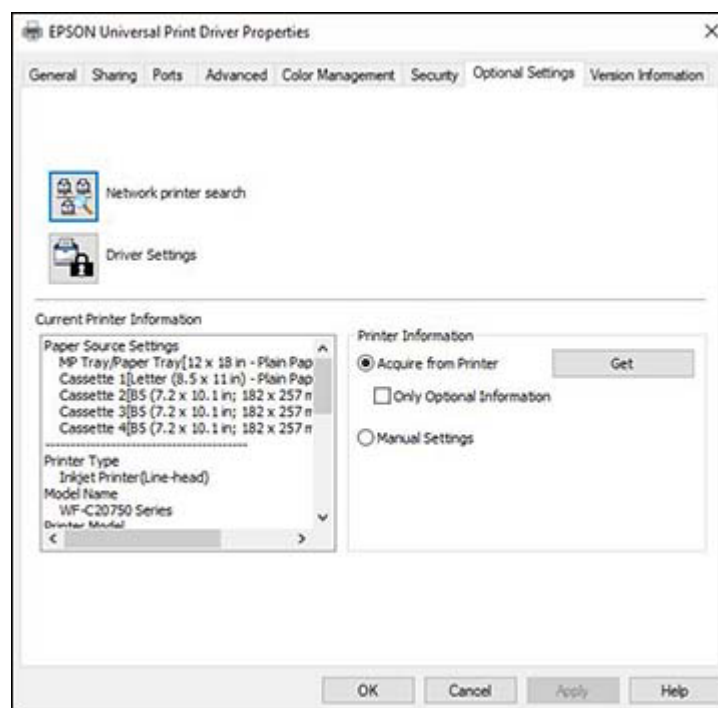 EPSON Universal Print Driver Properties
General Sharing Ports Advanced Color Management Security Optional Settings Version Information
Network printer search
Driver Settings
Current Printer Information
Paper Source Settings
MP Tray/Paper Tray[12 x 18 in - Plain Pap
Cassette 1[Letter (8.5 x 11 in) - Plain Pap
Cassette 2[B5 (7.2 x 10.1 in; 182 x 257 m
Cassette 3[B5 (7.2 x 10.1 in; 182 x 257 m
Cassette 4[B5 (7.2 x 10.1 in; 182 x 257 m
----------------------------------------
Printer Type
Inkjet Printer(Line-head)
Model Name
WF-C20750 Series
Printer Model
Printer Information
Acquire from Printer Get
Only Optional Information
Manual Settings
OK Cancel Apply Help